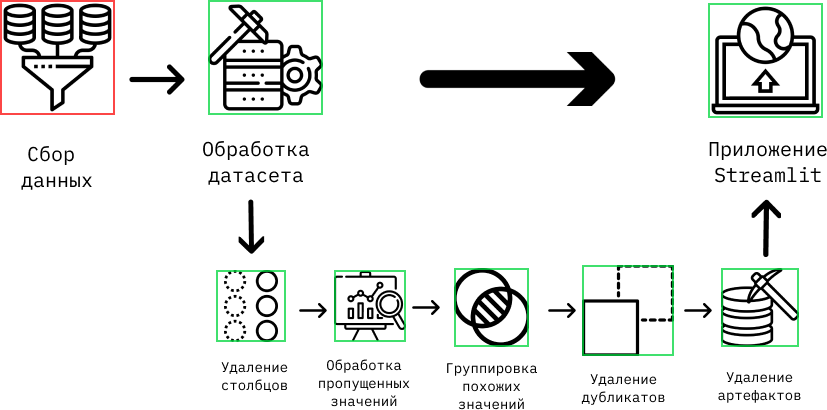 Сбор
данных
Обработка
датасета
Приложение
Streamlit
Удаление
столбцов
Обработка
пропущенных
значений
Группировка
похожих
значений
Удаление
дубликатов
Удаление
артефактов